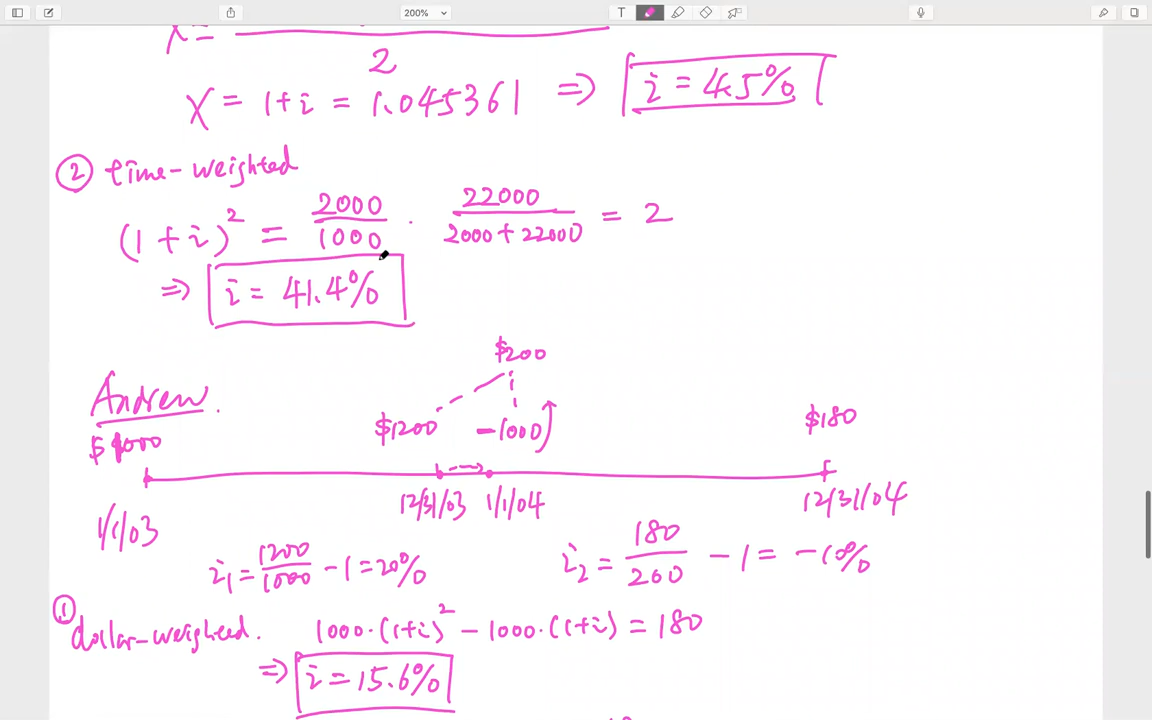 200%
T
X =
2
X = 1+i = 1.045361 ⇒ i = 4.5%
② time-weighted
(1+i)^2 = 2000/1000 · 22000/(2000+22000) = 2
⇒ i = 41.4%
$200
Andrew.
$1200 -1000 $180
$1000
12/31/03 1/1/04 12/31/04
1/1/03
i₁ = 1200/1000 - 1 = 20% i₂ = 180/200 - 1 = -10%
① dollar-weighted. 1000·(1+i)^2 - 1000·(1+i) = 180
⇒ i = 15.6%